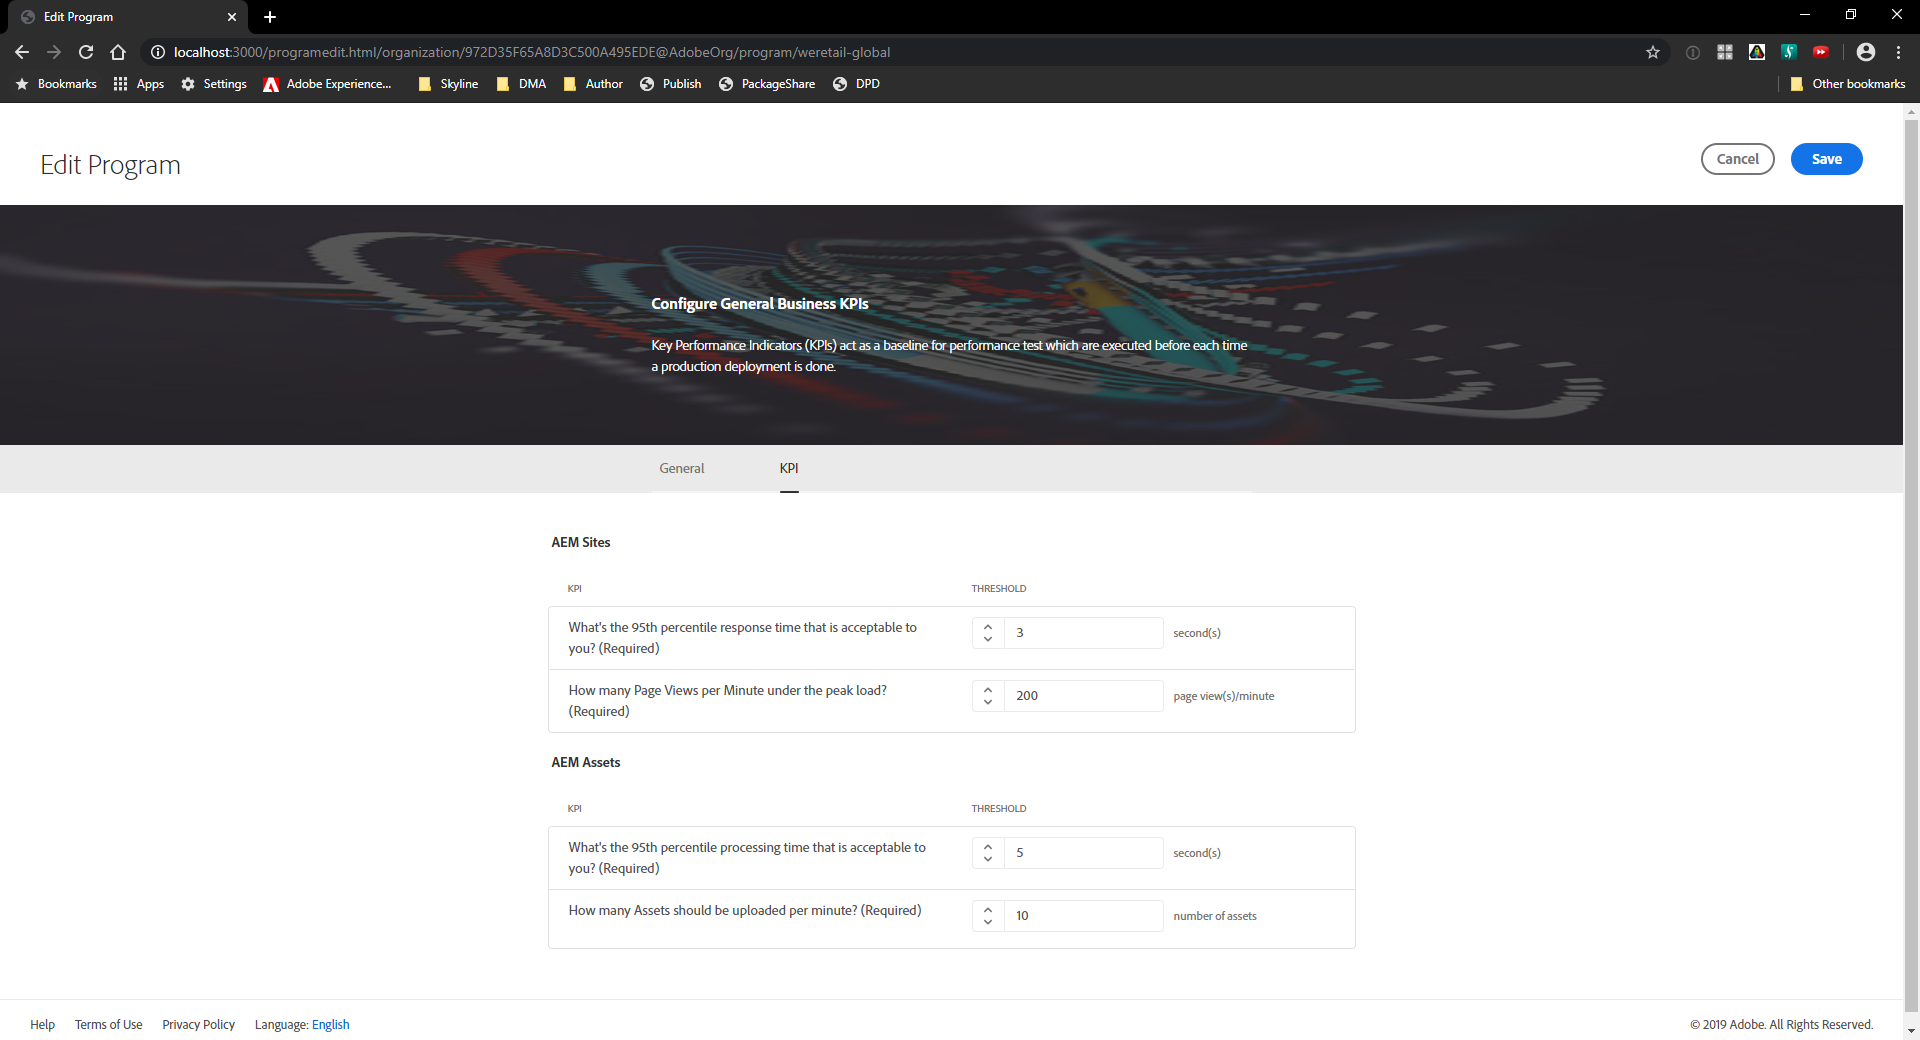 Edit Program
localhost:3000/programedit.html/organization/972D35F65A8D3C500A495EDE@AdobeOrg/program/weretail-global
Bookmarks Apps Settings Adobe Experience... Skyline DMA Author Publish PackageShare DPD Other bookmarks
Edit Program
Cancel Save
Configure General Business KPIs
Key Performance Indicators (KPIs) act as a baseline for performance test which are executed before each time
a production deployment is done.
General KPI
AEM Sites
KPI THRESHOLD
What's the 95th percentile response time that is acceptable to
you? (Required)
3 second(s)
How many Page Views per Minute under the peak load?
(Required)
200 page view(s)/minute
AEM Assets
KPI THRESHOLD
What's the 95th percentile processing time that is acceptable to
you? (Required)
5 second(s)
How many Assets should be uploaded per minute? (Required)
10 number of assets
Help Terms of Use Privacy Policy Language: English
© 2019 Adobe. All Rights Reserved.